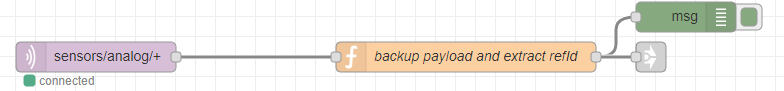 msg
sensors/analog/+
backup payload and extract refId
connected